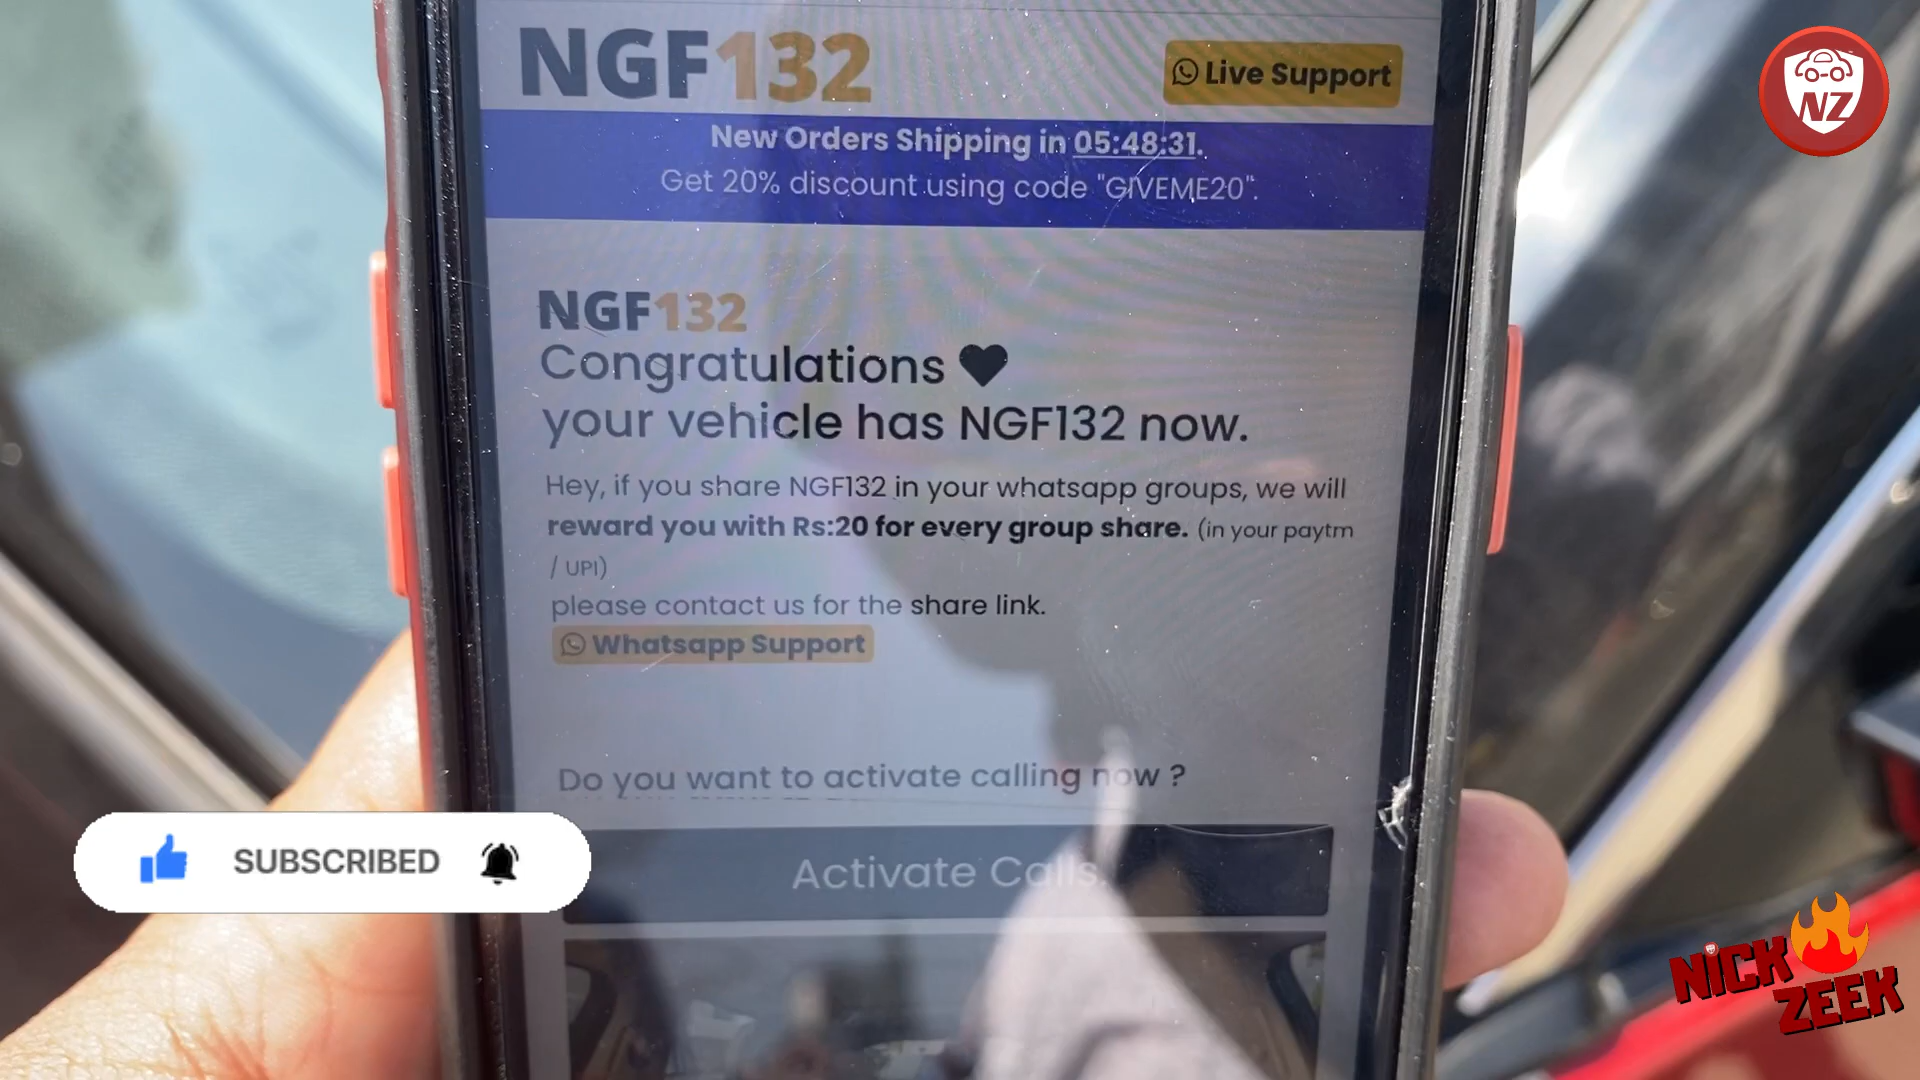 NGF132
Live Support
NZ
New Orders Shipping in 05:48:31.
Get 20% discount using code "GIVEME20".
NGF132
Congratulations
your vehicle has NGF132 now.
Hey, if you share NGF132 in your whatsapp groups, we will
reward you with Rs:20 for every group share. (in your paytm
/ UPI)
please contact us for the share link.
Whatsapp Support
Do you want to activate calling now ?
SUBSCRIBED
Activate Calls.
NiCK
ZEEK